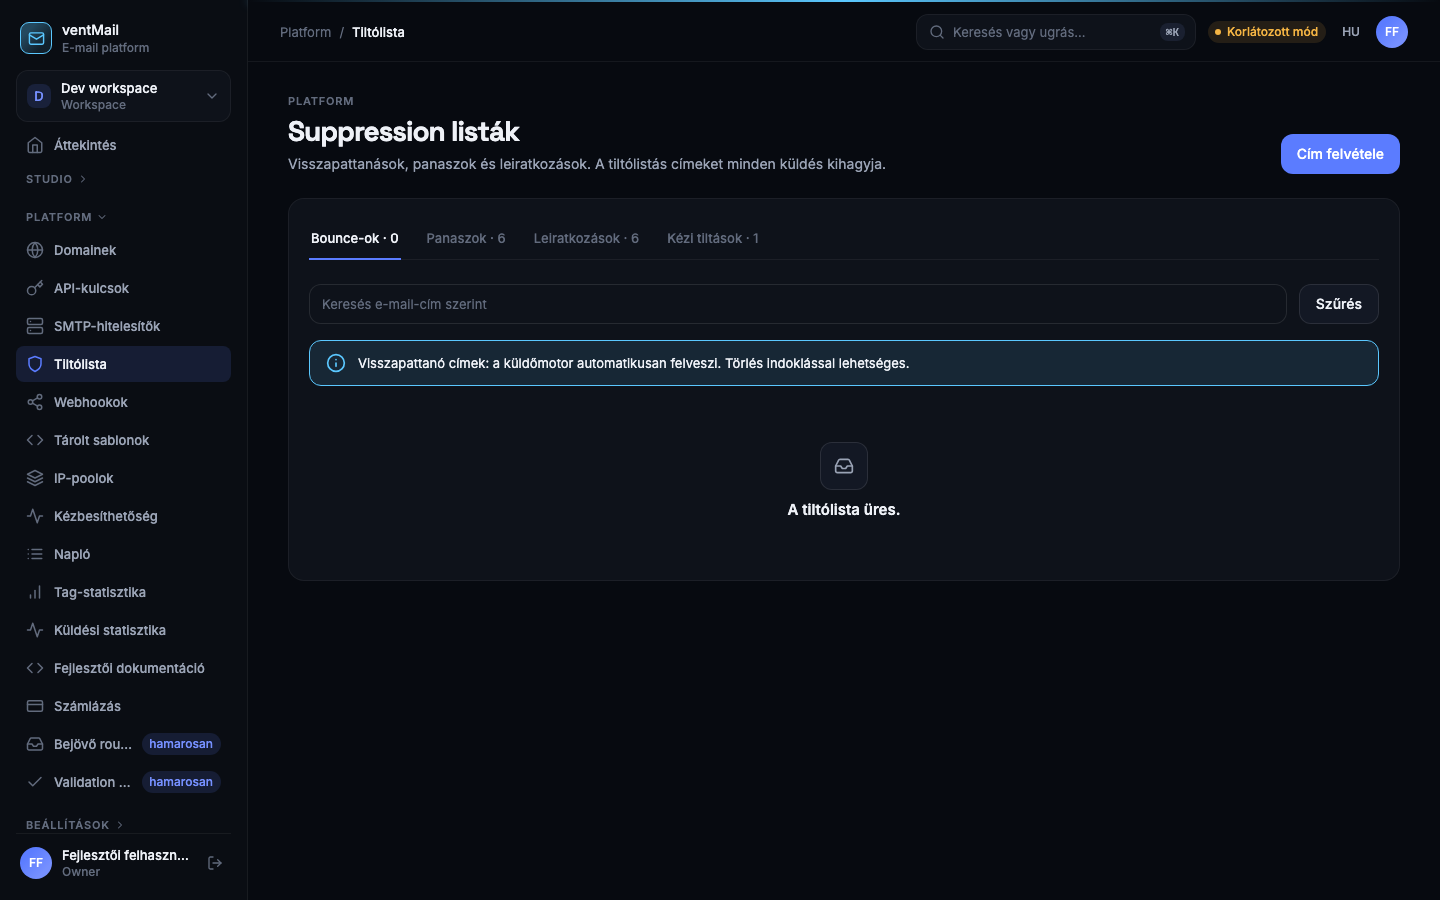 ventMail
E-mail platform
D
Dev workspace
Workspace
Áttekintés
STUDIO
PLATFORM
Domainek
API-kulcsok
SMTP-hitelesítők
Tiltólista
Webhookok
Tárolt sablonok
IP-poolok
Kézbesíthetőség
Napló
Tag-statisztika
Küldési statisztika
Fejlesztői dokumentáció
Számlázás
Bejövő rou... hamarosan
Validation ... hamarosan
BEÁLLÍTÁSOK
FF
Fejlesztői felhaszn...
Owner
Platform / Tiltólista
Keresés vagy ugrás... ⌘K
Korlátozott mód
HU
FF
PLATFORM
Suppression listák
Visszapattanások, panaszok és leiratkozások. A tiltólistás címeket minden küldés kihagyja.
Cím felvétele
Bounce-ok · 0 Panaszok · 6 Leiratkozások · 6 Kézi tiltások · 1
Keresés e-mail-cím szerint
Szűrés
Visszapattanó címek: a küldőmotor automatikusan felveszi. Törlés indoklással lehetséges.
A tiltólista üres.